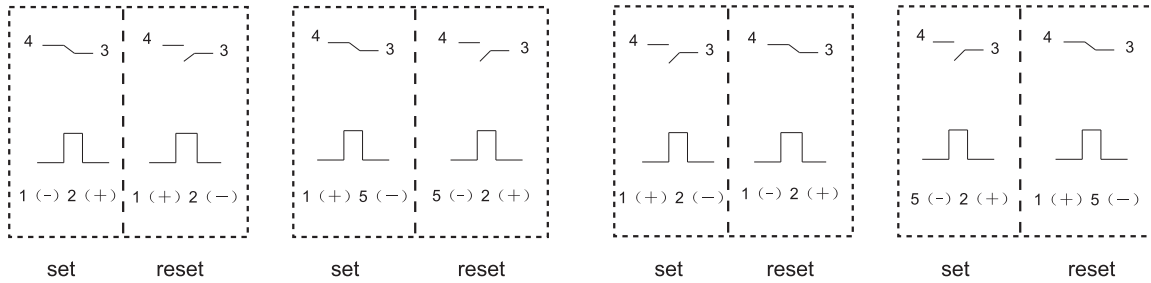 4 3 4 3
1 (-) 2 (+) 1 (+) 2 (-)
set reset
4 3 4 3
1 (+) 5 (-) 5 (-) 2 (+)
set reset
4 3 4 3
1 (+) 2 (-) 1 (-) 2 (+)
set reset
4 3 4 3
5 (-) 2 (+) 1 (+) 5 (-)
set reset